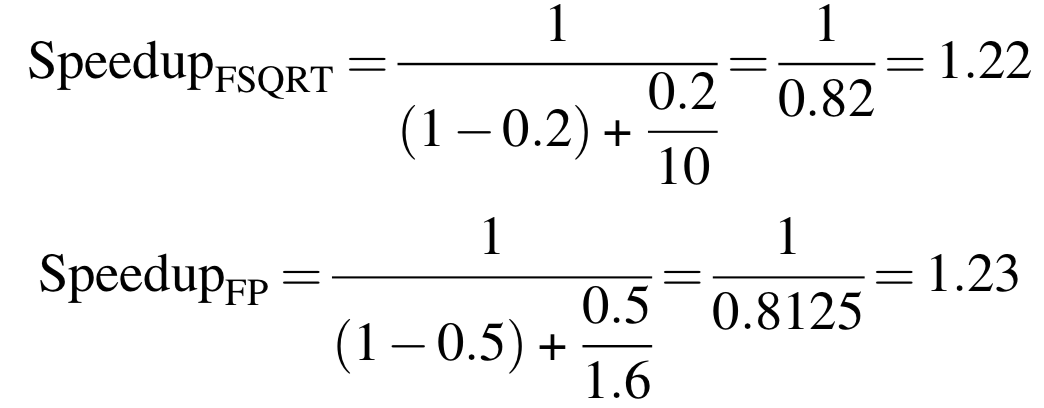 Speedup_FSQRT = 1 / ((1 − 0.2) + 0.2/10) = 1/0.82 = 1.22
Speedup_FP = 1 / ((1 − 0.5) + 0.5/1.6) = 1/0.8125 = 1.23